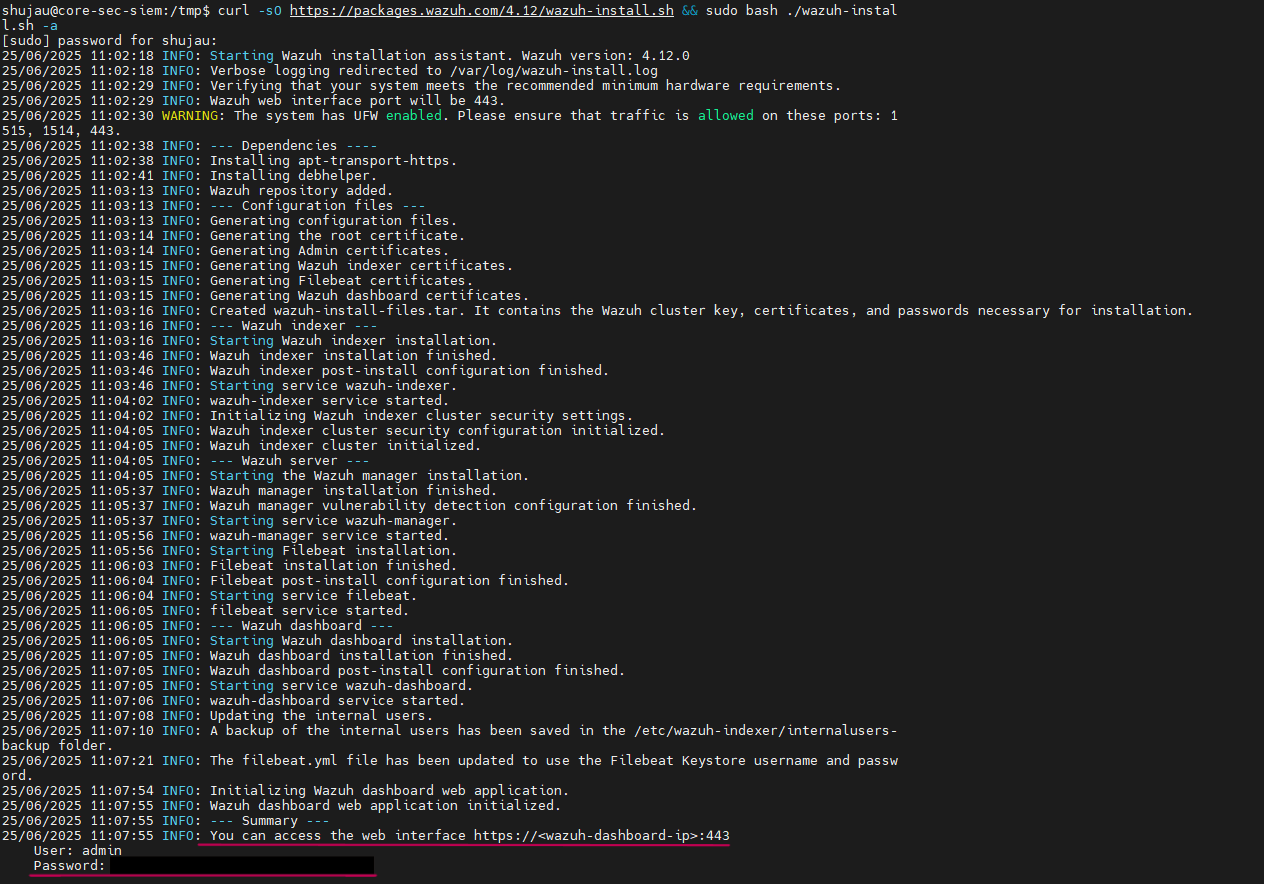 shujau@core-sec-siem:/tmp$ curl -sO https://packages.wazuh.com/4.12/wazuh-install.sh && sudo bash ./wazuh-instal
l.sh -a
[sudo] password for shujau:
25/06/2025 11:02:18 INFO: Starting Wazuh installation assistant. Wazuh version: 4.12.0
25/06/2025 11:02:18 INFO: Verbose logging redirected to /var/log/wazuh-install.log
25/06/2025 11:02:29 INFO: Verifying that your system meets the recommended minimum hardware requirements.
25/06/2025 11:02:29 INFO: Wazuh web interface port will be 443.
25/06/2025 11:02:30 WARNING: The system has UFW enabled. Please ensure that traffic is allowed on these ports: 1
515, 1514, 443.
25/06/2025 11:02:38 INFO: --- Dependencies ----
25/06/2025 11:02:38 INFO: Installing apt-transport-https.
25/06/2025 11:02:41 INFO: Installing debhelper.
25/06/2025 11:03:13 INFO: Wazuh repository added.
25/06/2025 11:03:13 INFO: --- Configuration files ---
25/06/2025 11:03:13 INFO: Generating configuration files.
25/06/2025 11:03:14 INFO: Generating the root certificate.
25/06/2025 11:03:14 INFO: Generating Admin certificates.
25/06/2025 11:03:15 INFO: Generating Wazuh indexer certificates.
25/06/2025 11:03:15 INFO: Generating Filebeat certificates.
25/06/2025 11:03:15 INFO: Generating Wazuh dashboard certificates.
25/06/2025 11:03:16 INFO: Created wazuh-install-files.tar. It contains the Wazuh cluster key, certificates, and passwords necessary for installation.
25/06/2025 11:03:16 INFO: --- Wazuh indexer ---
25/06/2025 11:03:16 INFO: Starting Wazuh indexer installation.
25/06/2025 11:03:46 INFO: Wazuh indexer installation finished.
25/06/2025 11:03:46 INFO: Wazuh indexer post-install configuration finished.
25/06/2025 11:03:46 INFO: Starting service wazuh-indexer.
25/06/2025 11:04:02 INFO: wazuh-indexer service started.
25/06/2025 11:04:02 INFO: Initializing Wazuh indexer cluster security settings.
25/06/2025 11:04:05 INFO: Wazuh indexer cluster security configuration initialized.
25/06/2025 11:04:05 INFO: Wazuh indexer cluster initialized.
25/06/2025 11:04:05 INFO: --- Wazuh server ---
25/06/2025 11:04:05 INFO: Starting the Wazuh manager installation.
25/06/2025 11:05:37 INFO: Wazuh manager installation finished.
25/06/2025 11:05:37 INFO: Wazuh manager vulnerability detection configuration finished.
25/06/2025 11:05:37 INFO: Starting service wazuh-manager.
25/06/2025 11:05:56 INFO: wazuh-manager service started.
25/06/2025 11:05:56 INFO: Starting Filebeat installation.
25/06/2025 11:06:03 INFO: Filebeat installation finished.
25/06/2025 11:06:04 INFO: Filebeat post-install configuration finished.
25/06/2025 11:06:04 INFO: Starting service filebeat.
25/06/2025 11:06:05 INFO: filebeat service started.
25/06/2025 11:06:05 INFO: --- Wazuh dashboard ---
25/06/2025 11:06:05 INFO: Starting Wazuh dashboard installation.
25/06/2025 11:07:05 INFO: Wazuh dashboard installation finished.
25/06/2025 11:07:05 INFO: Wazuh dashboard post-install configuration finished.
25/06/2025 11:07:05 INFO: Starting service wazuh-dashboard.
25/06/2025 11:07:06 INFO: wazuh-dashboard service started.
25/06/2025 11:07:08 INFO: Updating the internal users.
25/06/2025 11:07:10 INFO: A backup of the internal users has been saved in the /etc/wazuh-indexer/internalusers-
backup folder.
25/06/2025 11:07:21 INFO: The filebeat.yml file has been updated to use the Filebeat Keystore username and passw
ord.
25/06/2025 11:07:54 INFO: Initializing Wazuh dashboard web application.
25/06/2025 11:07:55 INFO: Wazuh dashboard web application initialized.
25/06/2025 11:07:55 INFO: --- Summary ---
25/06/2025 11:07:55 INFO: You can access the web interface https://<wazuh-dashboard-ip>:443
User: admin
Password: